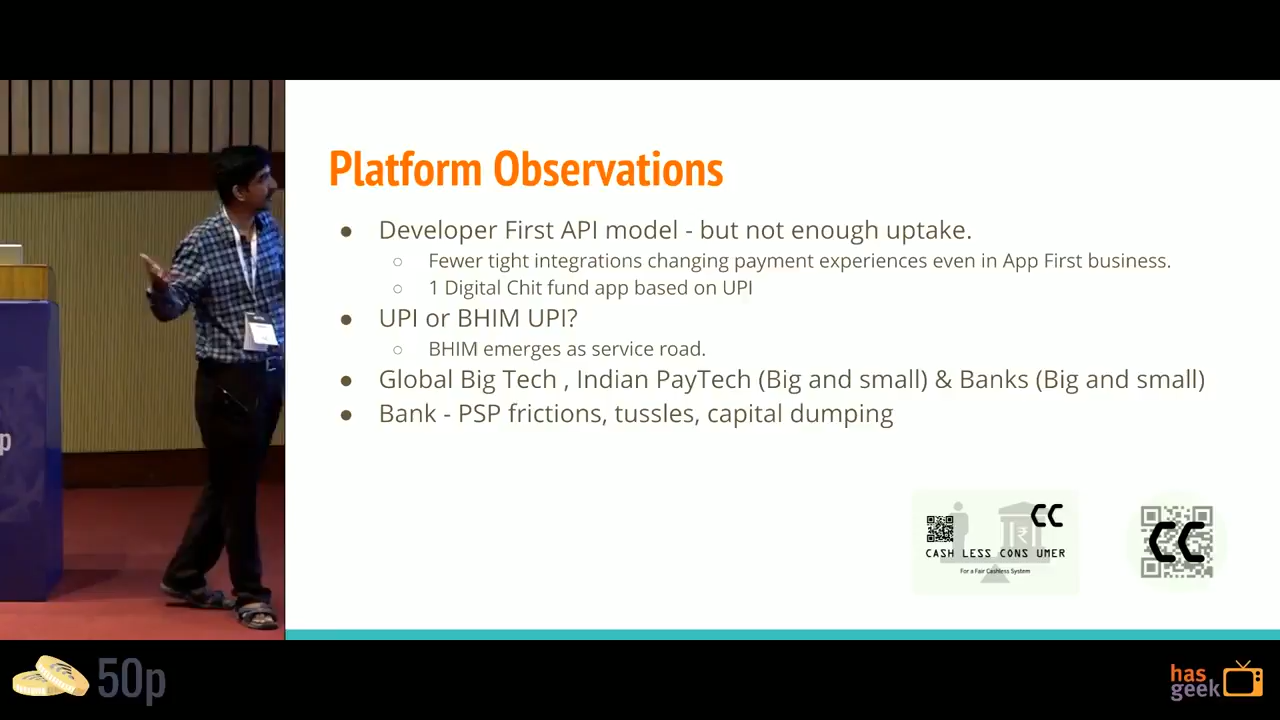 Platform Observations
● Developer First API model - but not enough uptake.
○ Fewer tight integrations changing payment experiences even in App First business.
○ 1 Digital Chit fund app based on UPI
● UPI or BHIM UPI?
○ BHIM emerges as service road.
● Global Big Tech , Indian PayTech (Big and small) & Banks (Big and small)
● Bank - PSP frictions, tussles, capital dumping
CC
CASH LESS CONS UMER
For a Fair Cashless System
CC
p
50p
has
geek